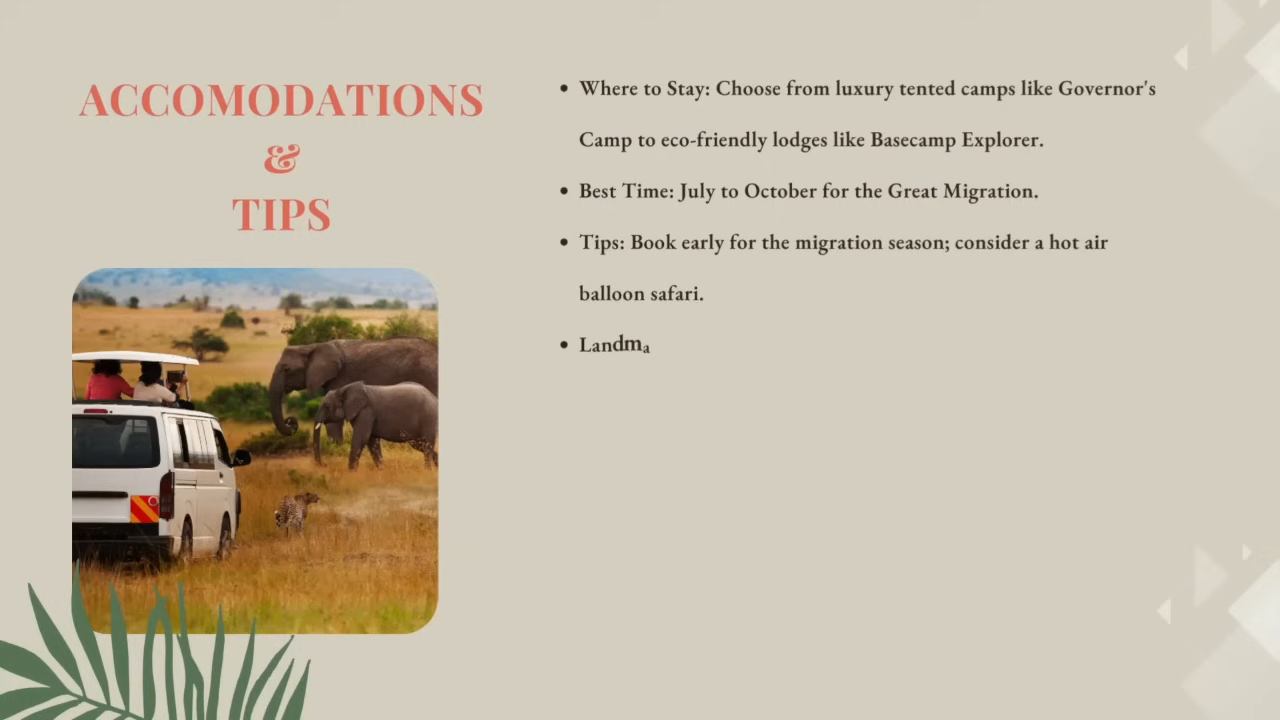 ACCOMODATIONS
&
TIPS
• Where to Stay: Choose from luxury tented camps like Governor's
Camp to eco-friendly lodges like Basecamp Explorer.
• Best Time: July to October for the Great Migration.
• Tips: Book early for the migration season; consider a hot air
balloon safari.
• Landma